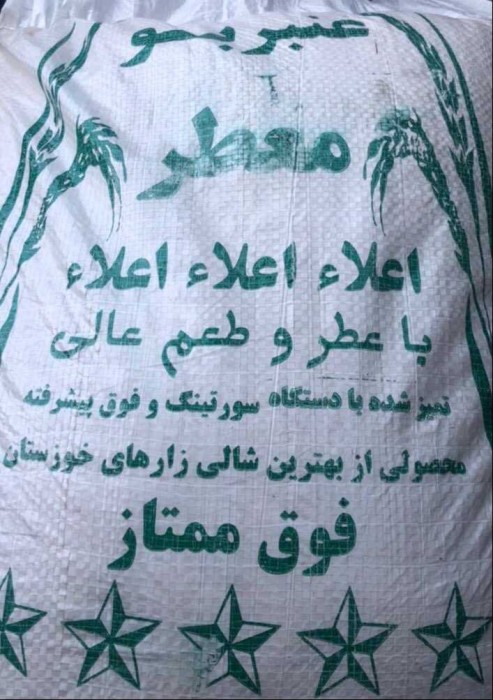 عنبربو
معطر
اعلاء اعلاء اعلاء
با عطر و طعم عالی
تمیز شده با دستگاه سورتینگ و فوق پیشرفته
محصولی از بهترین شالی زارهای خوزستان
فوق ممتاز